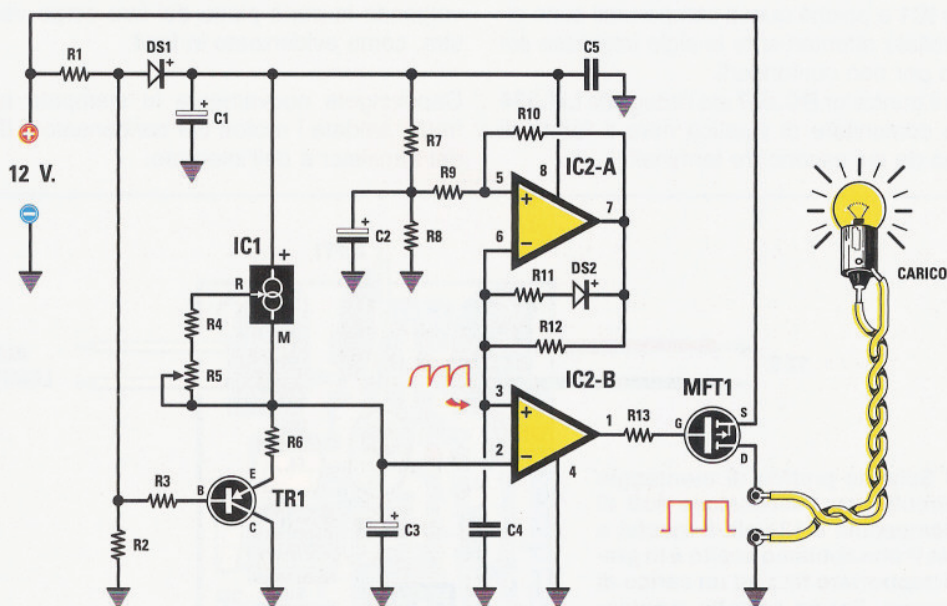 R1
DS1
C1
C5
12 V.
R7
R10
IC2-A
R9
5
8
7
6
C2
R8
IC1
R
M
R11
DS2
R12
R4
R5
CARICO
IC2-B
MFT1
3
2
1
4
R13
G
S
D
R6
R3
B
E
C
TR1
R2
C3
C4